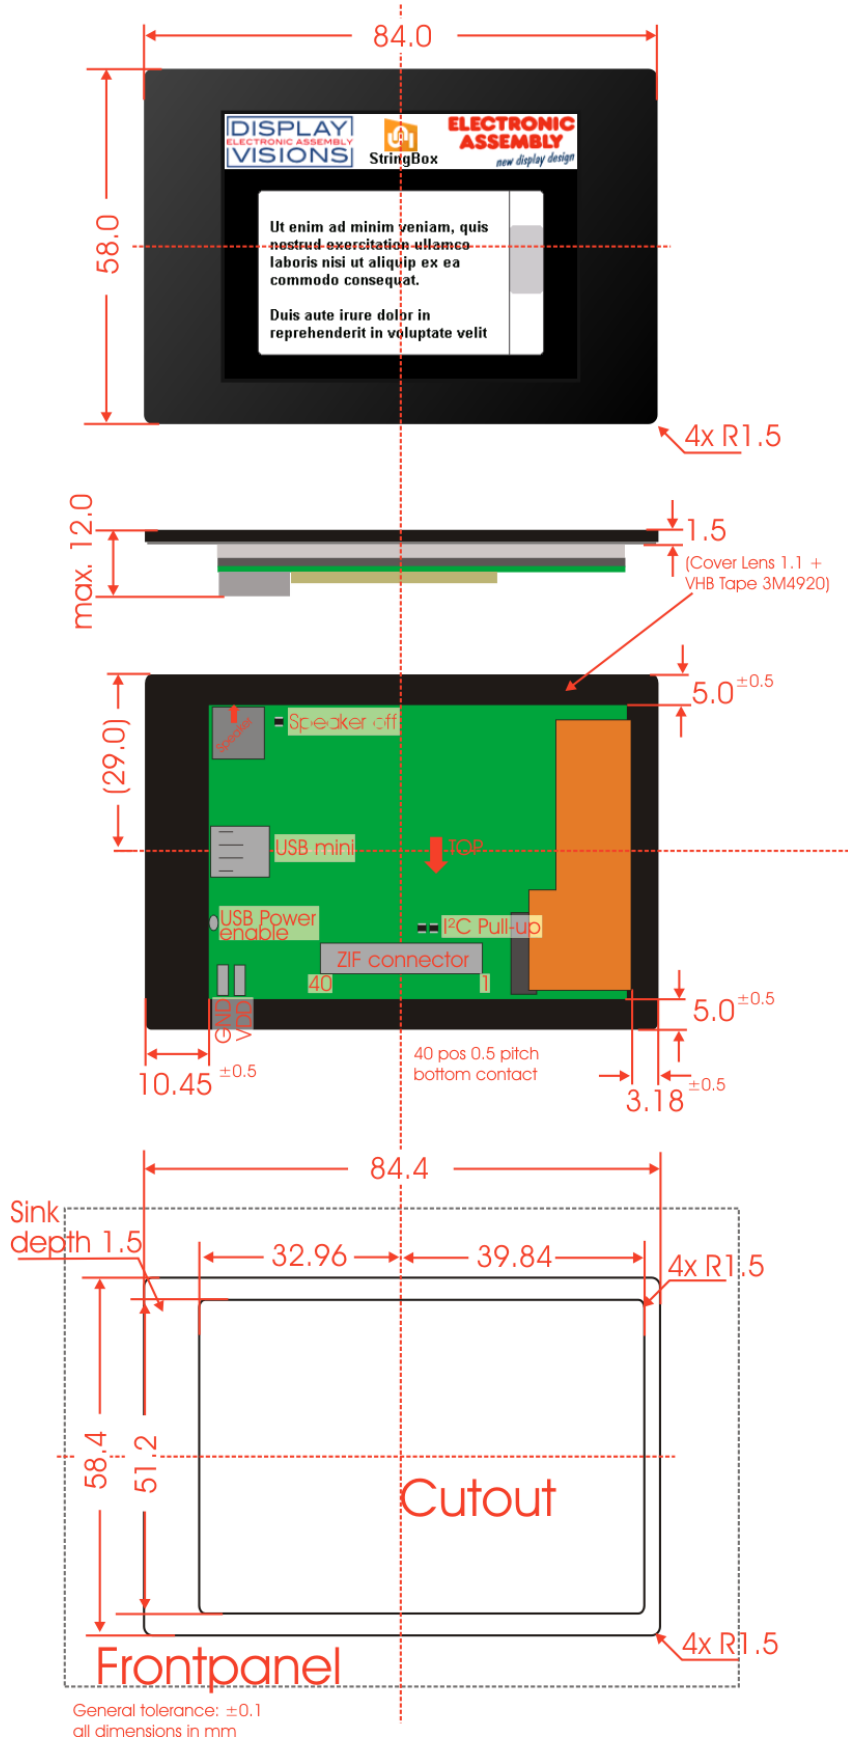 84.0
58.0
DISPLAY
ELECTRONIC ASSEMBLY
VISIONS
StringBox
ELECTRONIC
ASSEMBLY
new display design
Ut enim ad minim veniam, quis
nostrud exercitation ullamco
laboris nisi ut aliquip ex ea
commodo consequat.
Duis aute irure dolor in
reprehenderit in voluptate velit
4x R1.5
max. 12.0
1.5
(Cover Lens 1.1 +
VHB Tape 3M4920)
5.0 ±0.5
(29.0)
Speaker
Speaker off
USB mini
TOP
USB Power
enable
I²C Pull-up
ZIF connector
40
1
GND
VDD
5.0 ±0.5
10.45 ±0.5
40 pos 0.5 pitch
bottom contact
3.18 ±0.5
84.4
Sink
depth 1.5
32.96
39.84
4x R1.5
58.4
51.2
Cutout
4x R1.5
Frontpanel
General tolerance: ±0.1
all dimensions in mm